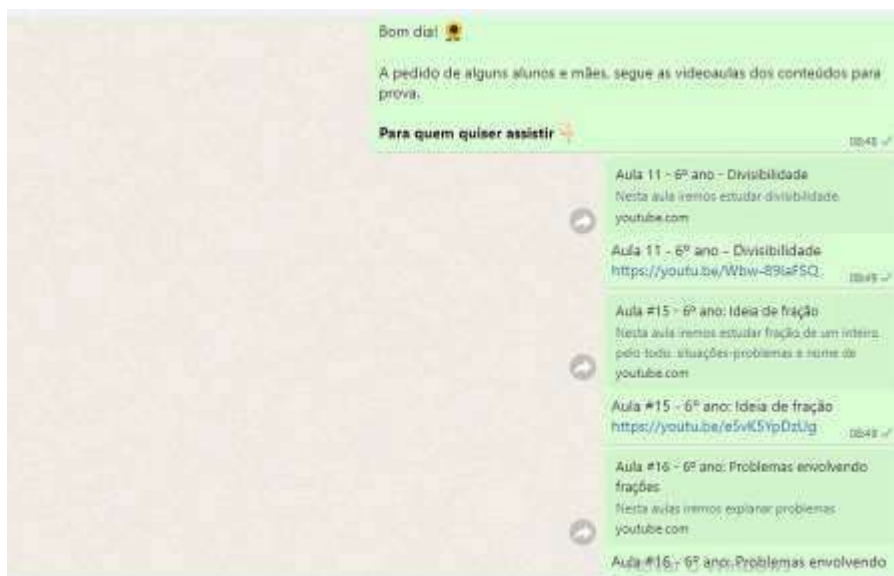 Bom dia! 🌻
A pedido de alguns alunos e mães, segue as videoaulas dos conteúdos para
prova.
Para quem quiser assistir
08:48
Aula 11 - 6º ano - Divisibilidade
Nesta aula iremos estudar divisibilidade
youtube.com
Aula 11 - 6º ano - Divisibilidade
https://youtu.be/Wbw-89laFSQ
08:48
Aula #15 - 6º ano: Ideia de fração
Nesta aula iremos estudar fração de um inteiro
pelo todo, situações-problemas e nome de
youtube.com
Aula #15 - 6º ano: Ideia de fração
https://youtu.be/eSvK5YpDzUg
08:48
Aula #16 - 6º ano: Problemas envolvendo
frações
Nesta aulas iremos explanar problemas
youtube.com
Aula #16 - 6º ano: Problemas envolvendo